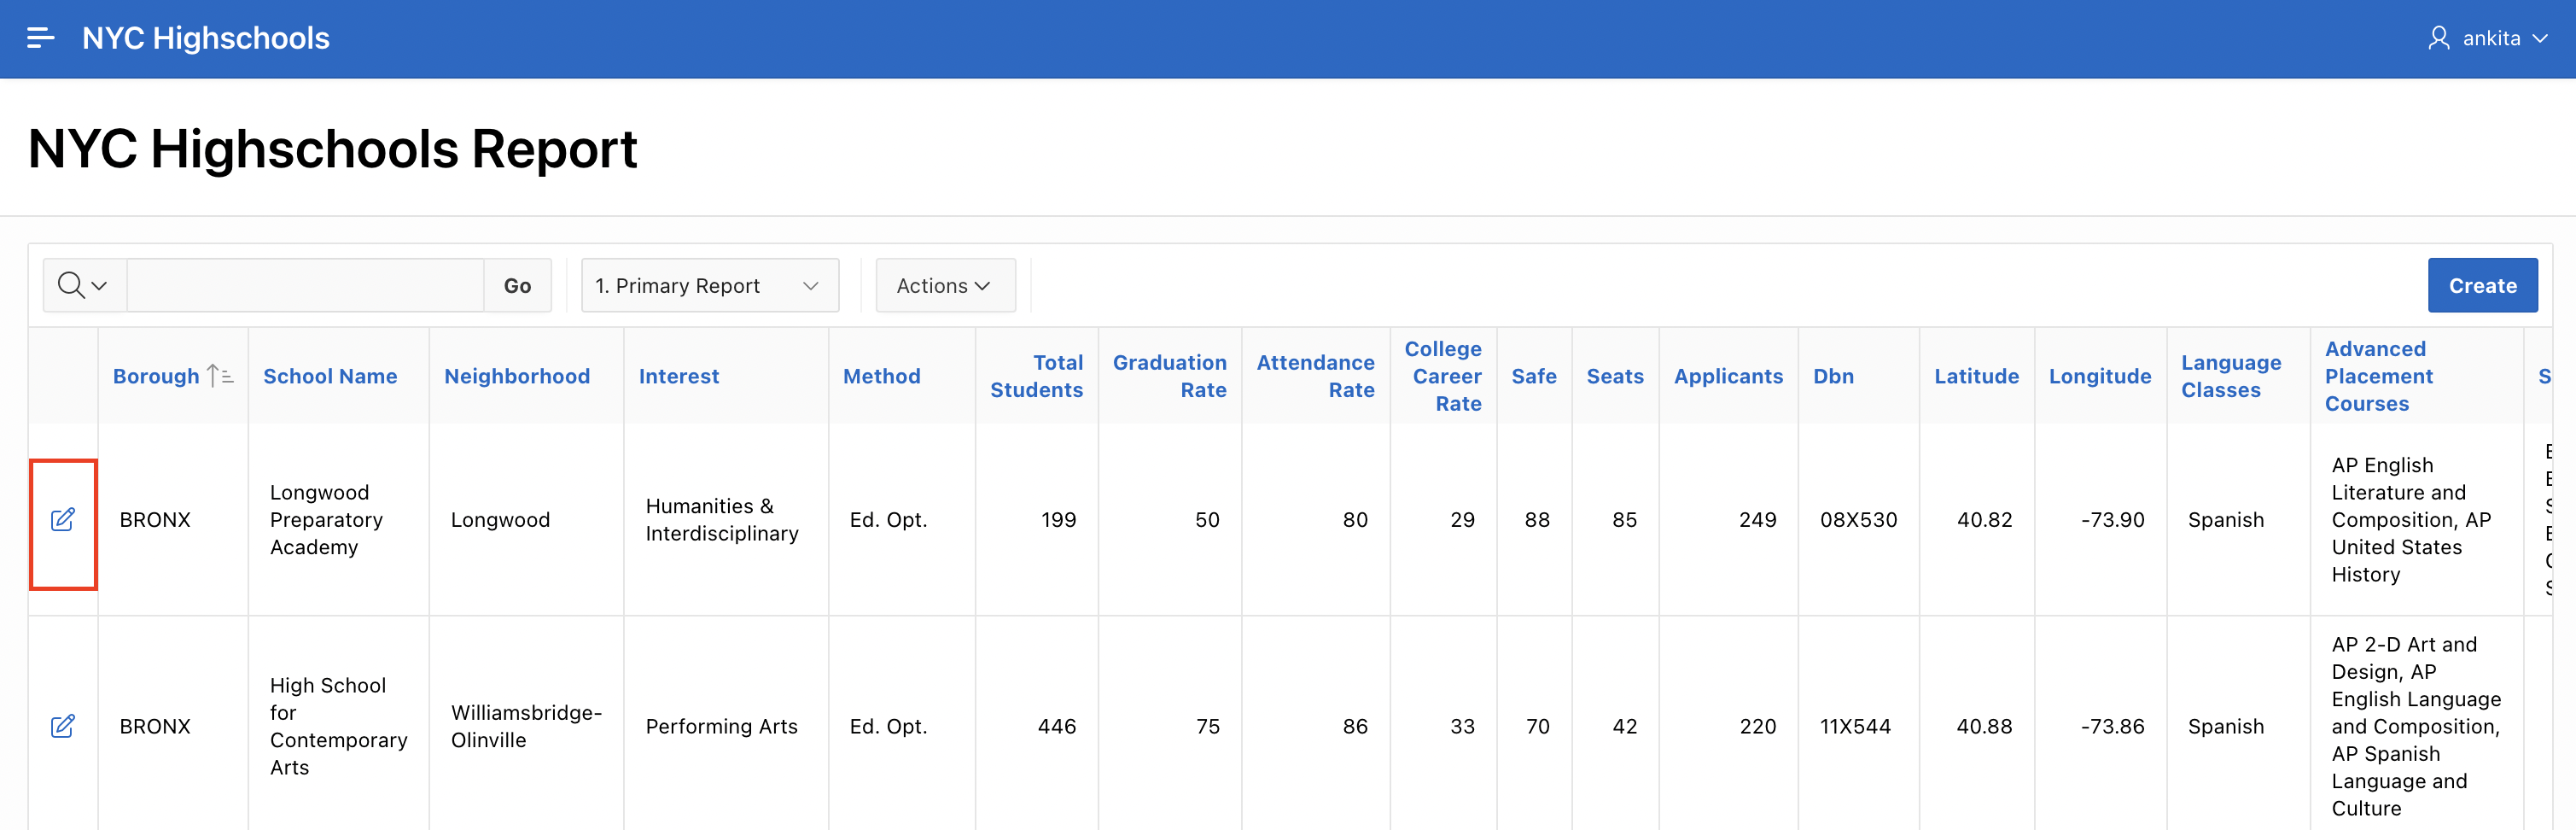 NYC Highschools
ankita
NYC Highschools Report
Go
1. Primary Report
Actions
Create
Borough
School Name
Neighborhood
Interest
Method
Total
Students
Graduation
Rate
Attendance
Rate
College
Career
Rate
Safe
Seats
Applicants
Dbn
Latitude
Longitude
Language
Classes
Advanced
Placement
Courses
BRONX
Longwood
Preparatory
Academy
Longwood
Humanities &
Interdisciplinary
Ed. Opt.
199
50
80
29
88
85
249
08X530
40.82
-73.90
Spanish
AP English
Literature and
Composition, AP
United States
History
BRONX
High School
for
Contemporary
Arts
Williamsbridge-
Olinville
Performing Arts
Ed. Opt.
446
75
86
33
70
42
220
11X544
40.88
-73.86
Spanish
AP 2-D Art and
Design, AP
English Language
and Composition,
AP Spanish
Language and
Culture